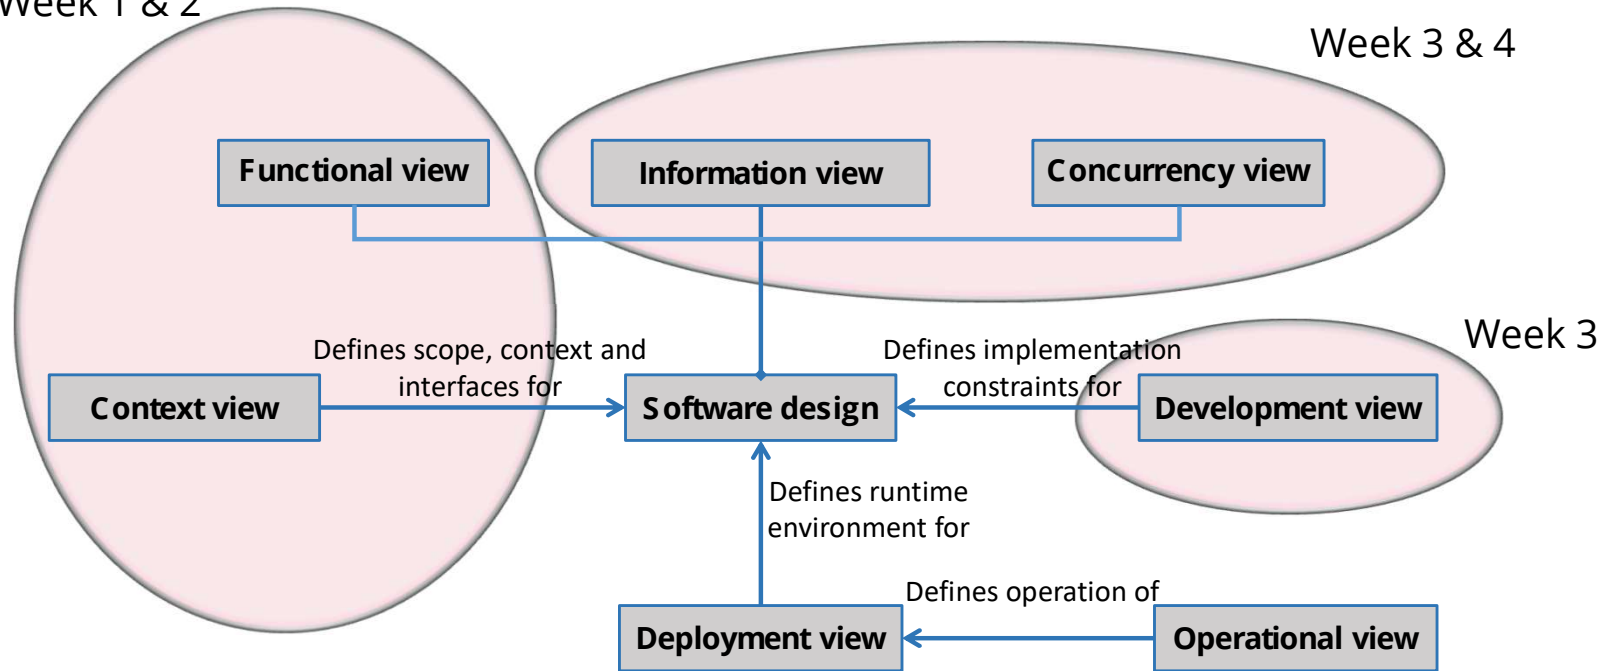 Week 1 & 2
Week 3 & 4
Functional view
Information view
Concurrency view
Week 3
Defines scope, context and
interfaces for
Defines implementation
constraints for
Context view
Software design
Development view
Defines runtime
environment for
Defines operation of
Deployment view
Operational view